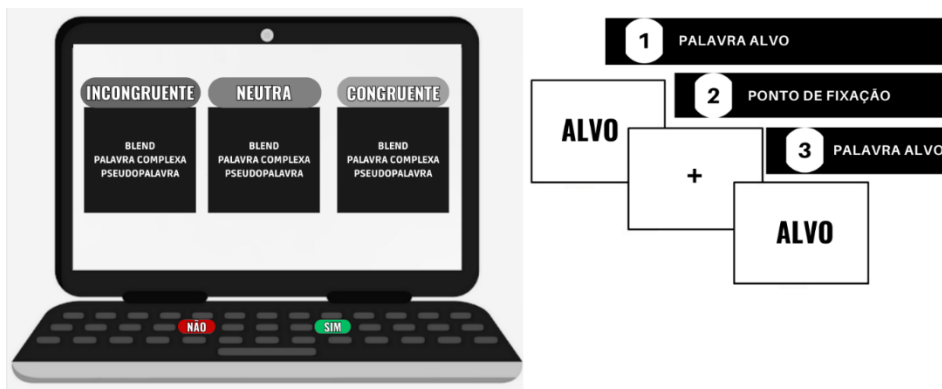 INCONGRUENTE
BLEND
PALAVRA COMPLEXA
PSEUDOPALAVRA
NEUTRA
BLEND
PALAVRA COMPLEXA
PSEUDOPALAVRA
CONGRUENTE
BLEND
PALAVRA COMPLEXA
PSEUDOPALAVRA
NÃO
SIM
1 PALAVRA ALVO
2 PONTO DE FIXAÇÃO
3 PALAVRA ALVO
ALVO
+
ALVO